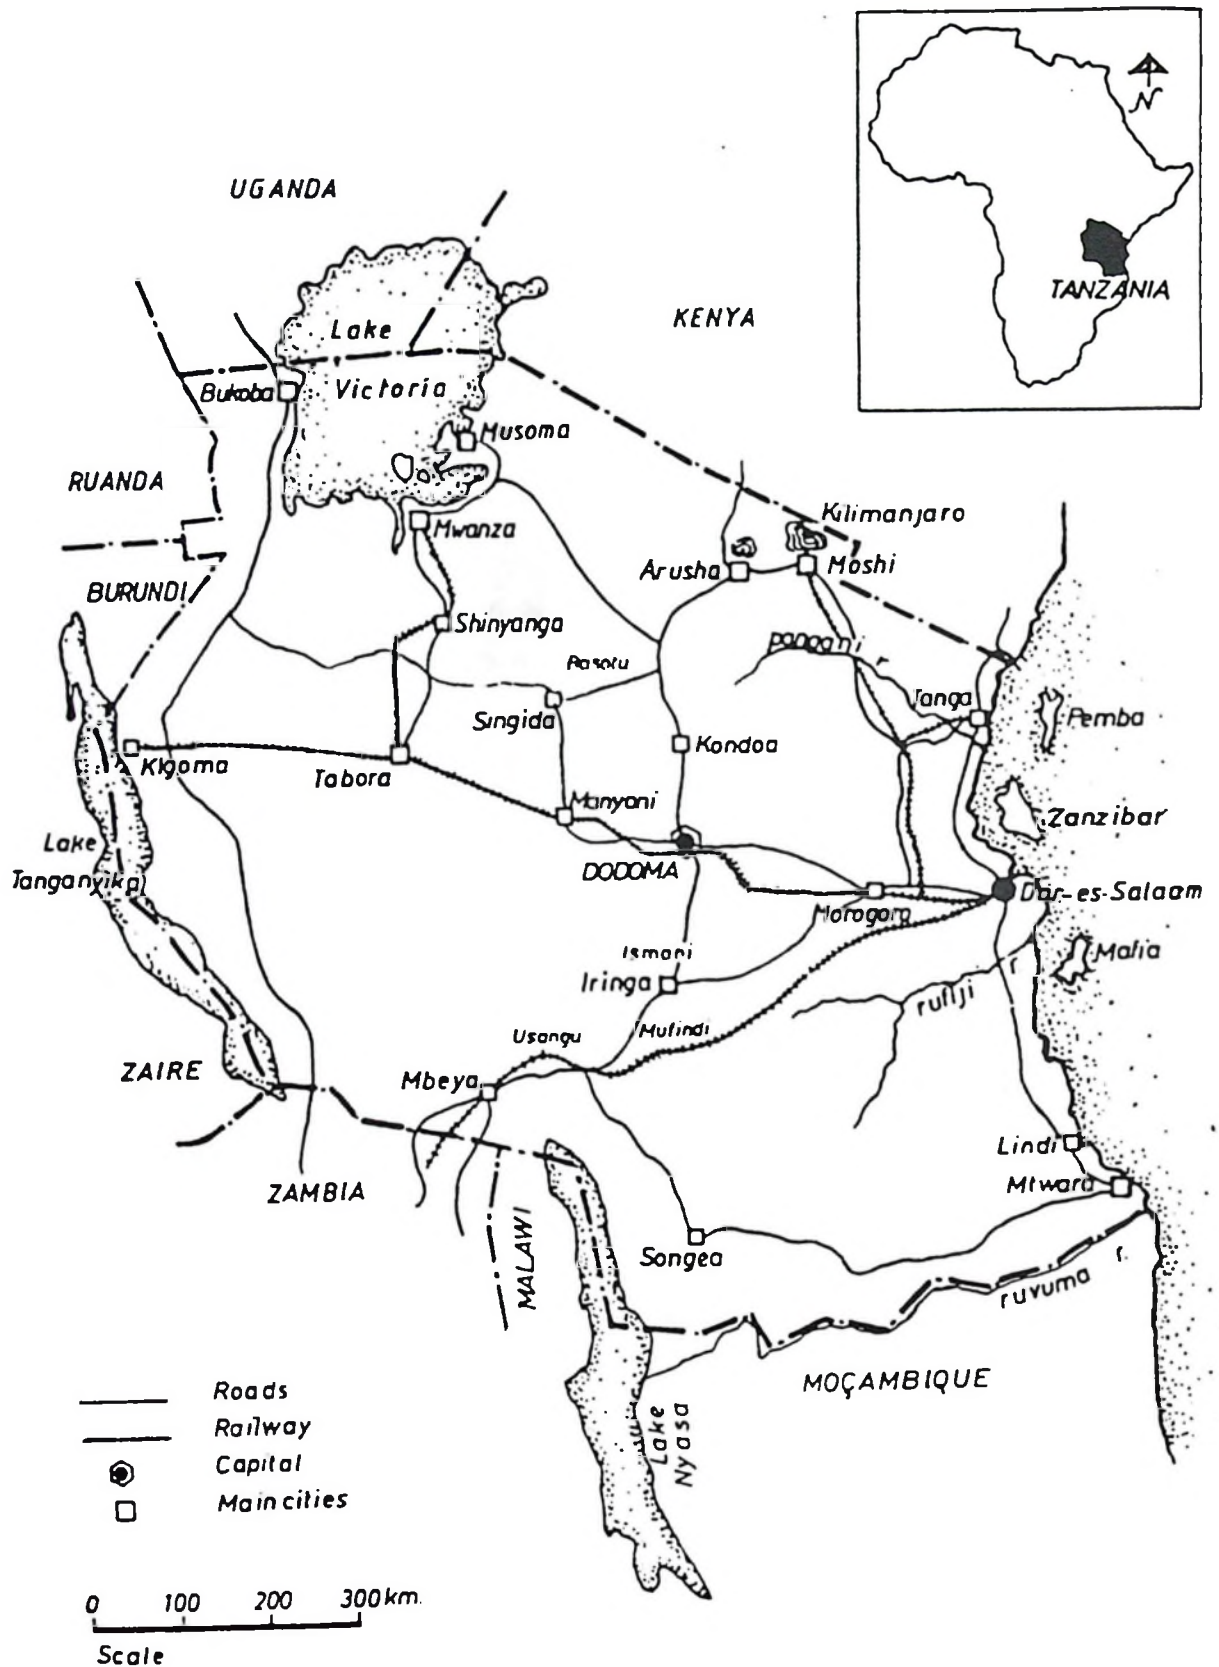 N
TANZANIA
UGANDA
KENYA
Lake
Victoria
Bukoba
Musoma
RUANDA
Mwanza
Kilimanjaro
Arusha
Moshi
BURUNDI
Shinyanga
pangani r
Basotu
Singida
Tanga
Pemba
Kondoa
Kigoma
Tabora
Manyoni
Zanzibar
Lake
Tanganyika
DODOMA
Morogoro
Dar-es-Salaam
Ismani
Iringa
Mafia
rufiji r
Usangu
Mufindi
ZAIRE
Mbeya
Lindi
Mtwara
ZAMBIA
MALAWI
Songea
ruvuma r.
MOÇAMBIQUE
Lake
Nyasa
Roads
Railway
Capital
Main cities
0 100 200 300 km.
Scale